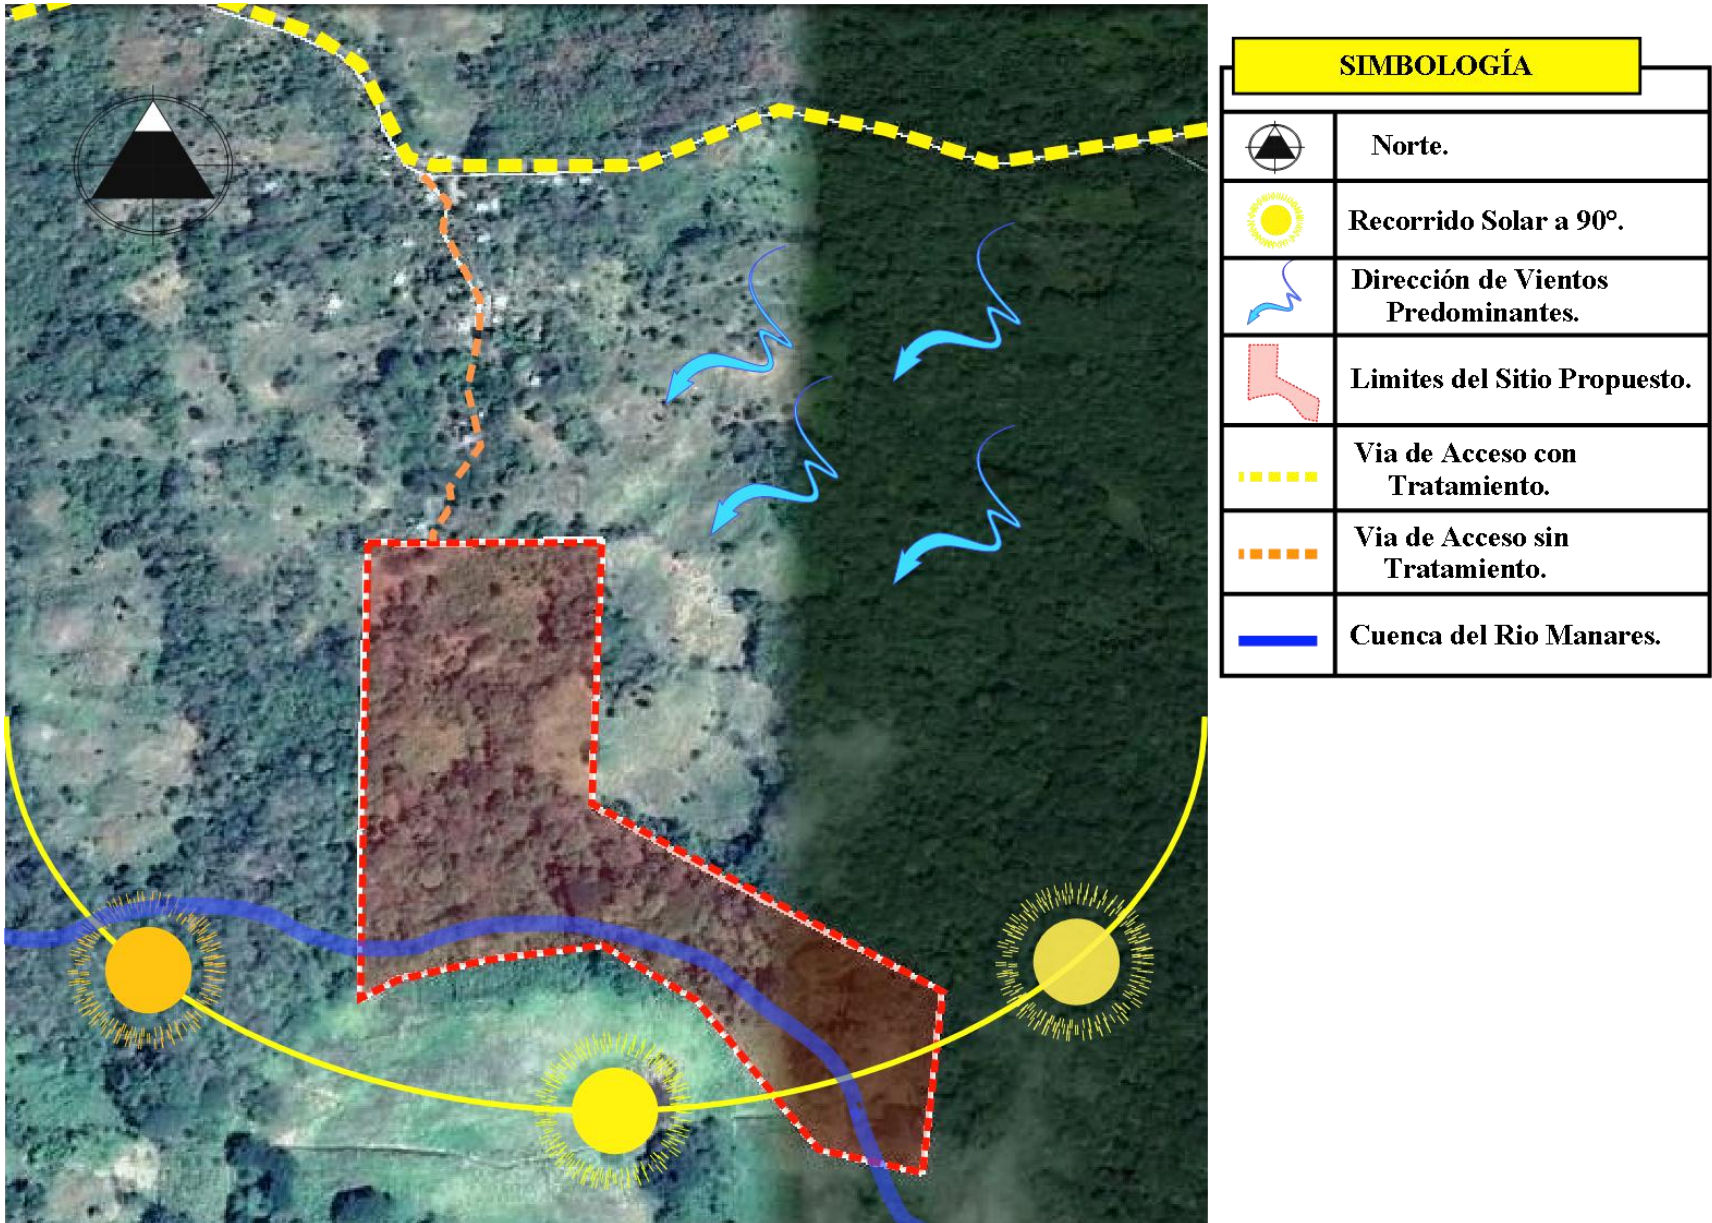 SIMBOLOGÍA
Norte.
Recorrido Solar a 90°.
Dirección de Vientos
Predominantes.
Limites del Sitio Propuesto.
Via de Acceso con
Tratamiento.
Via de Acceso sin
Tratamiento.
Cuenca del Rio Manares.